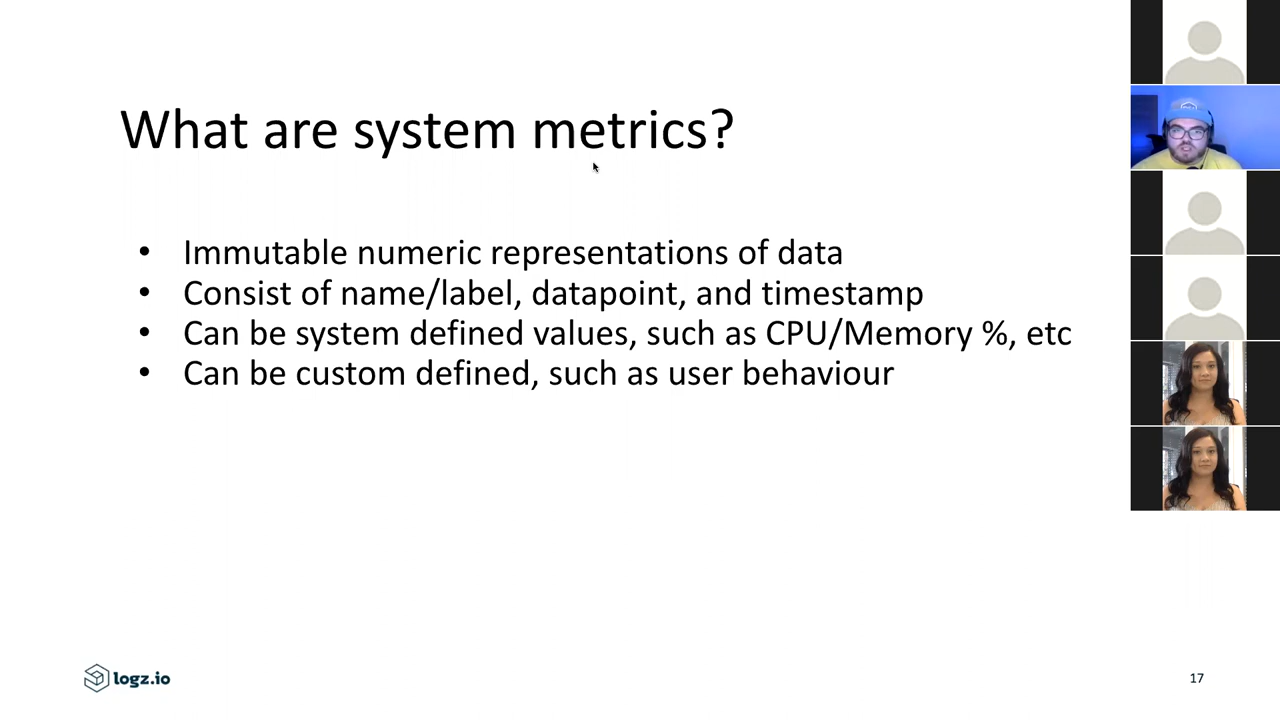 What are system metrics?
• Immutable numeric representations of data
• Consist of name/label, datapoint, and timestamp
• Can be system defined values, such as CPU/Memory %, etc
• Can be custom defined, such as user behaviour
logz.io
17